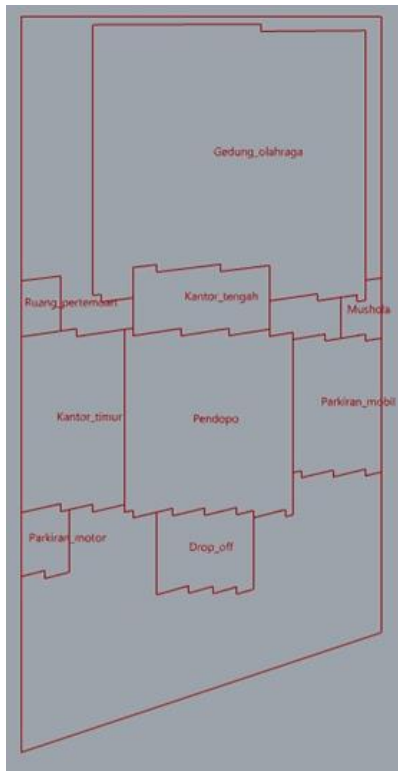 Gedung_olahraga
Kantor_tengah
Ruang_pertemuan
Mushola
Parkiran_mobil
Kantor_timur
Pendopo
Parkiran_motor
Drop_off